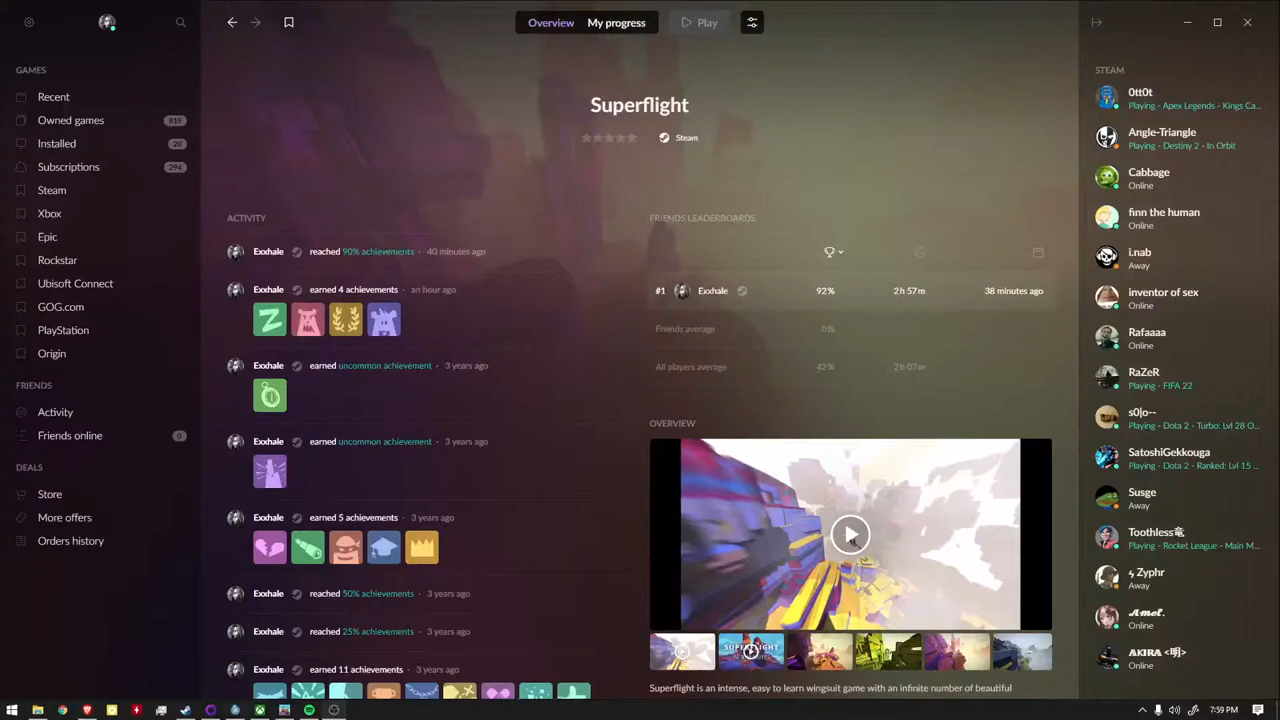 GAMES
Recent
Owned games 819
Installed 20
Subscriptions 294
Steam
Xbox
Epic
Rockstar
Ubisoft Connect
GOG.com
PlayStation
Origin
FRIENDS
Activity
Friends online 0
DEALS
Store
More offers
Orders history
Overview My progress Play
Superflight
Steam
ACTIVITY
Exxhale reached 90% achievements · 40 minutes ago
Exxhale earned 4 achievements · an hour ago
Exxhale earned uncommon achievement · 3 years ago
Exxhale earned uncommon achievement · 3 years ago
Exxhale earned 5 achievements · 3 years ago
Exxhale reached 50% achievements · 3 years ago
Exxhale reached 25% achievements · 3 years ago
Exxhale earned 11 achievements · 3 years ago
FRIENDS LEADERBOARDS
#1 Exxhale 92% 2h 57m 38 minutes ago
Friends average 0%
All players average 42% 2h 07m
OVERVIEW
SUPERFLIGHT
Superflight is an intense, easy to learn wingsuit game with an infinite number of beautiful
STEAM
0tt0t
Playing - Apex Legends - Kings Ca...
Angle-Triangle
Playing - Destiny 2 - In Orbit
Cabbage
Online
finn the human
Online
i.nab
Away
inventor of sex
Online
Rafaaaa
Online
RaZeR
Playing - FIFA 22
s0|o--
Playing - Dota 2 - Turbo: Lvl 28 O...
SatoshiGekkouga
Playing - Dota 2 - Ranked: Lvl 15 ...
Susge
Away
Toothless竜
Playing - Rocket League - Main M...
ϟ Zyphr
Away
𝓐𝓶𝓮𝓵.
Online
AKIRA <明>
Online
7:59 PM